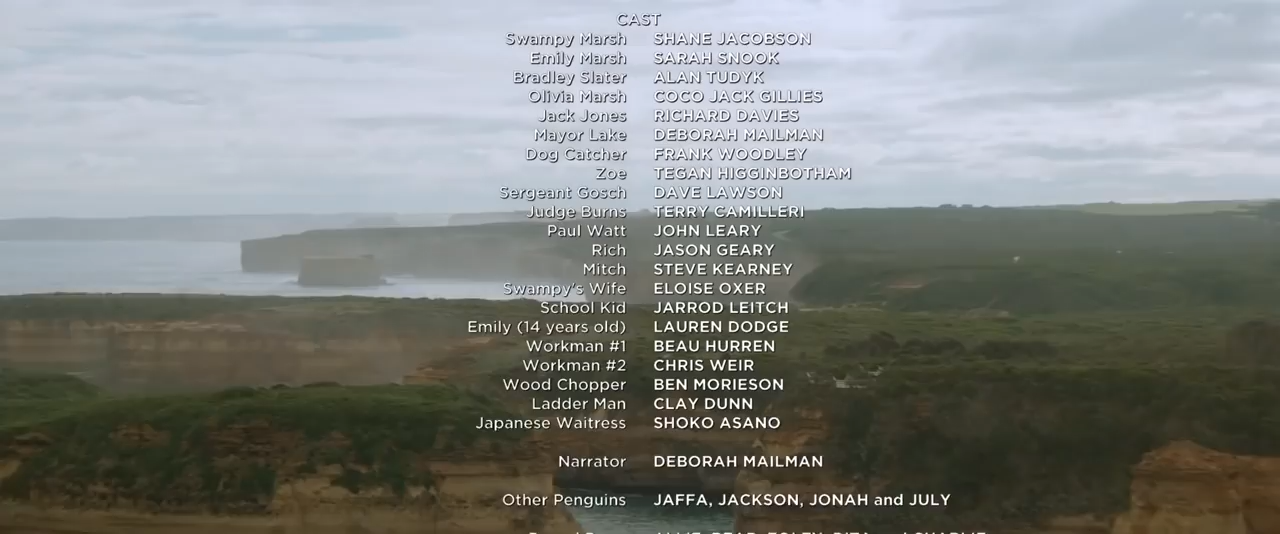 CAST
Swampy Marsh SHANE JACOBSON
Emily Marsh SARAH SNOOK
Bradley Slater ALAN TUDYK
Olivia Marsh COCO JACK GILLIES
Jack Jones RICHARD DAVIES
Mayor Lake DEBORAH MAILMAN
Dog Catcher FRANK WOODLEY
Zoe TEGAN HIGGINBOTHAM
Sergeant Gosch DAVE LAWSON
Judge Burns TERRY CAMILLERI
Paul Watt JOHN LEARY
Rich JASON GEARY
Mitch STEVE KEARNEY
Swampy's Wife ELOISE OXER
School Kid JARROD LEITCH
Emily (14 years old) LAUREN DODGE
Workman #1 BEAU HURREN
Workman #2 CHRIS WEIR
Wood Chopper BEN MORIESON
Ladder Man CLAY DUNN
Japanese Waitress SHOKO ASANO
Narrator DEBORAH MAILMAN
Other Penguins JAFFA, JACKSON, JONAH and JULY